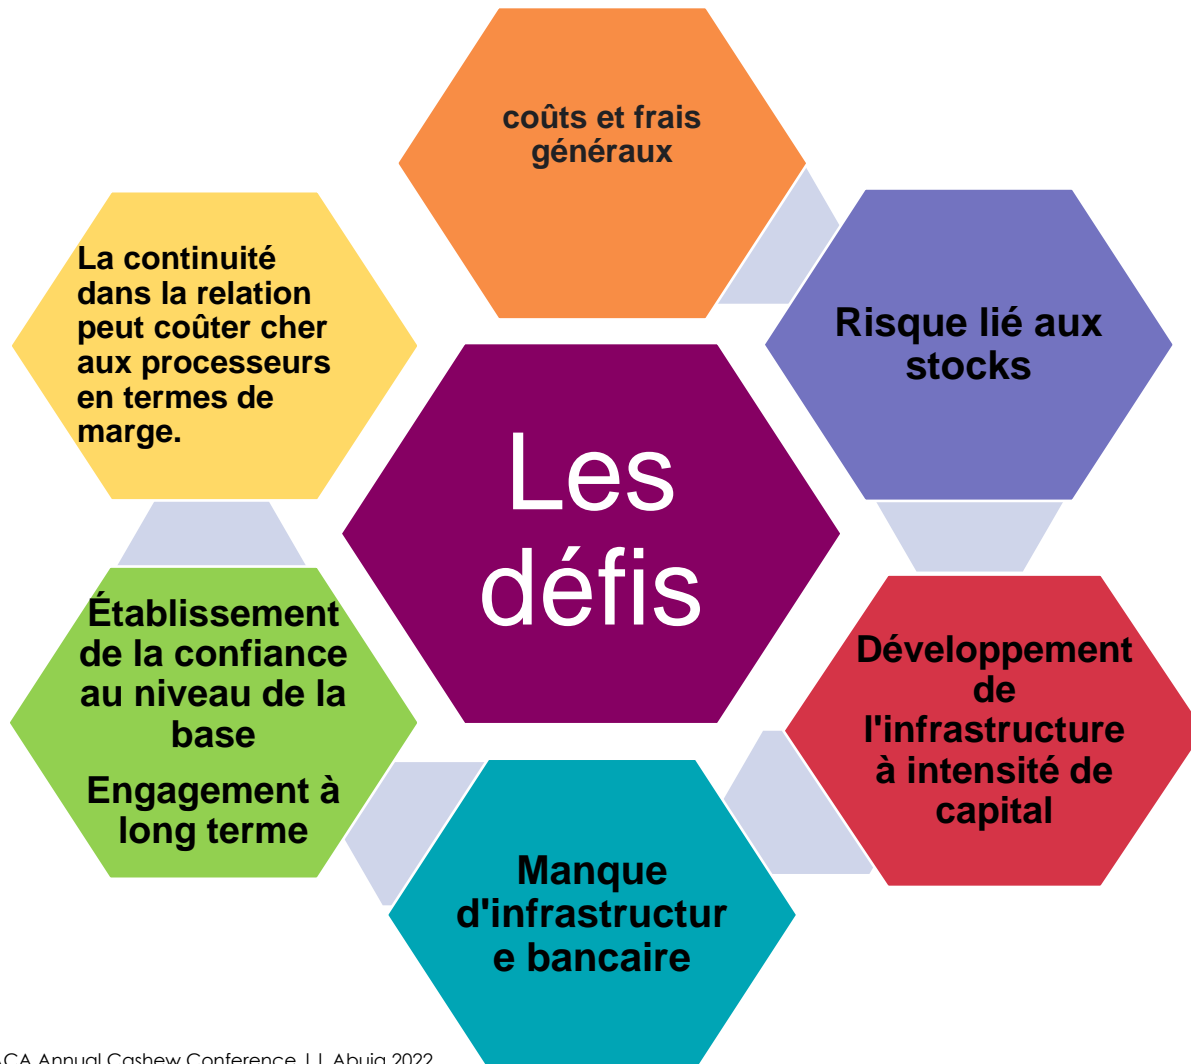 coûts et frais
généraux
Risque lié aux
stocks
Développement
de
l'infrastructure
à intensité de
capital
Manque
d'infrastructur
e bancaire
Établissement
de la confiance
au niveau de la
base
Engagement à
long terme
La continuité
dans la relation
peut coûter cher
aux processeurs
en termes de
marge.
Les
défis
ACA Annual Cashew Conference || Abuja 2022